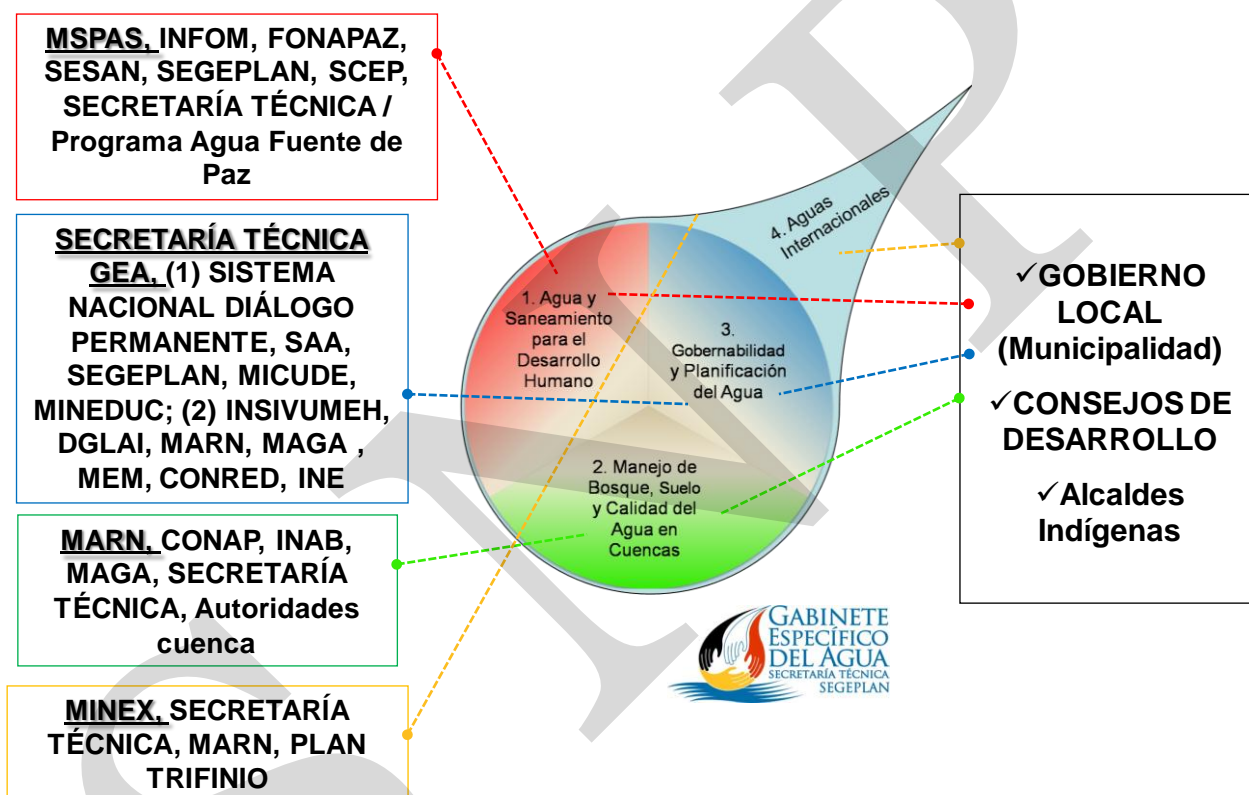 MSPAS, INFOM, FONAPAZ,
SESAN, SEGEPLAN, SCEP,
SECRETARÍA TÉCNICA /
Programa Agua Fuente de
Paz
SECRETARÍA TÉCNICA
GEA, (1) SISTEMA
NACIONAL DIÁLOGO
PERMANENTE, SAA,
SEGEPLAN, MICUDE,
MINEDUC; (2) INSIVUMEH,
DGLAI, MARN, MAGA ,
MEM, CONRED, INE
MARN, CONAP, INAB,
MAGA, SECRETARÍA
TÉCNICA, Autoridades
cuenca
MINEX, SECRETARÍA
TÉCNICA, MARN, PLAN
TRIFINIO
1. Agua y
Saneamiento
para el
Desarrollo
Humano
3.
Gobernabilidad
y Planificación
del Agua
2. Manejo de
Bosque, Suelo
y Calidad del
Agua en
Cuencas
4. Aguas
Internacionales
GABINETE
ESPECÍFICO
DEL AGUA
SECRETARÍA TÉCNICA
SEGEPLAN
✓GOBIERNO
LOCAL
(Municipalidad)
✓CONSEJOS DE
DESARROLLO
✓Alcaldes
Indígenas